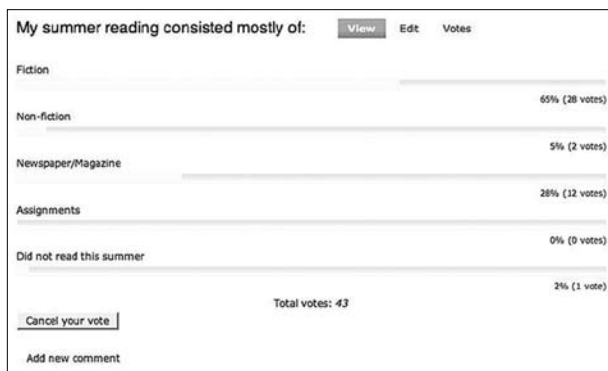 My summer reading consisted mostly of: View Edit Votes
Fiction
65% (28 votes)
Non-fiction
5% (2 votes)
Newspaper/Magazine
28% (12 votes)
Assignments
0% (0 votes)
Did not read this summer
2% (1 vote)
Total votes: 43
Cancel your vote
Add new comment